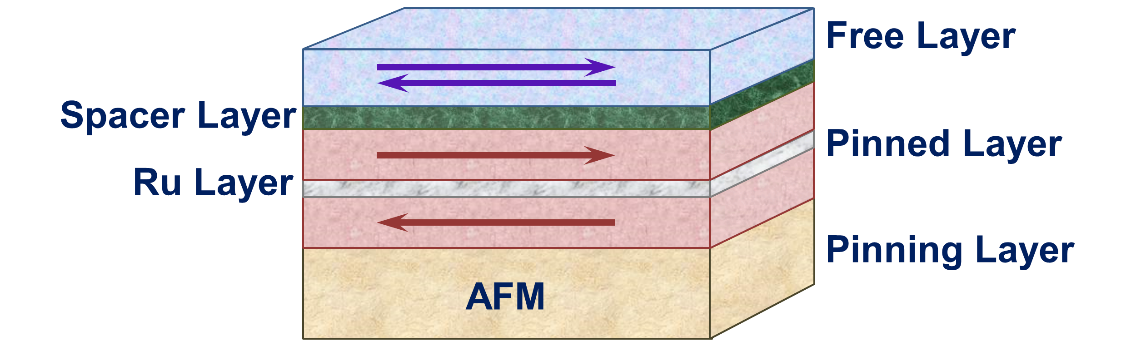 Free Layer
Spacer Layer
Pinned Layer
Ru Layer
Pinning Layer
AFM